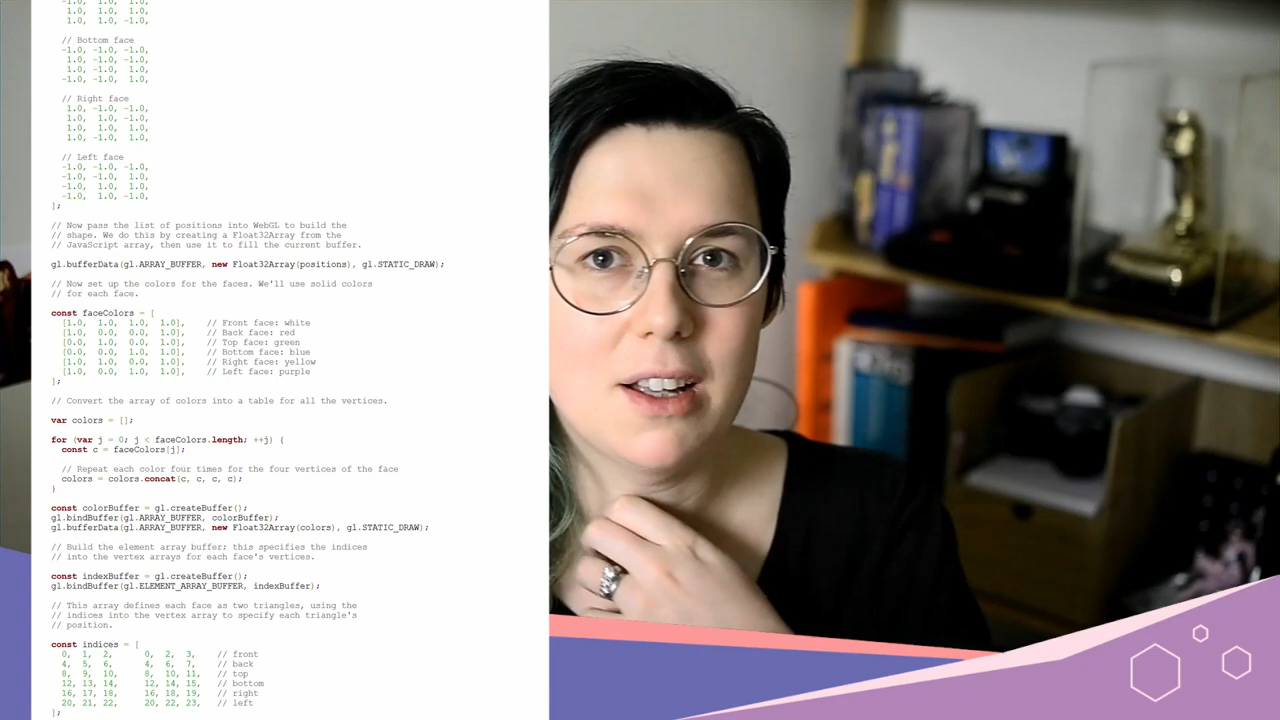 -1.0, 1.0, 1.0,
1.0, 1.0, 1.0,
1.0, 1.0, -1.0,
// Bottom face
-1.0, -1.0, -1.0,
1.0, -1.0, -1.0,
1.0, -1.0, 1.0,
-1.0, -1.0, 1.0,
// Right face
1.0, -1.0, -1.0,
1.0, 1.0, -1.0,
1.0, 1.0, 1.0,
1.0, -1.0, 1.0,
// Left face
-1.0, -1.0, -1.0,
-1.0, -1.0, 1.0,
-1.0, 1.0, 1.0,
-1.0, 1.0, -1.0,
];
// Now pass the list of positions into WebGL to build the
// shape. We do this by creating a Float32Array from the
// JavaScript array, then use it to fill the current buffer.
gl.bufferData(gl.ARRAY_BUFFER, new Float32Array(positions), gl.STATIC_DRAW);
// Now set up the colors for the faces. We'll use solid colors
// for each face.
const faceColors = [
[1.0, 1.0, 1.0, 1.0], // Front face: white
[1.0, 0.0, 0.0, 1.0], // Back face: red
[0.0, 1.0, 0.0, 1.0], // Top face: green
[0.0, 0.0, 1.0, 1.0], // Bottom face: blue
[1.0, 1.0, 0.0, 1.0], // Right face: yellow
[1.0, 0.0, 1.0, 1.0], // Left face: purple
];
// Convert the array of colors into a table for all the vertices.
var colors = [];
for (var j = 0; j < faceColors.length; ++j) {
const c = faceColors[j];
// Repeat each color four times for the four vertices of the face
colors = colors.concat(c, c, c, c);
}
const colorBuffer = gl.createBuffer();
gl.bindBuffer(gl.ARRAY_BUFFER, colorBuffer);
gl.bufferData(gl.ARRAY_BUFFER, new Float32Array(colors), gl.STATIC_DRAW);
// Build the element array buffer; this specifies the indices
// into the vertex arrays for each face's vertices.
const indexBuffer = gl.createBuffer();
gl.bindBuffer(gl.ELEMENT_ARRAY_BUFFER, indexBuffer);
// This array defines each face as two triangles, using the
// indices into the vertex array to specify each triangle's
// position.
const indices = [
0, 1, 2, 0, 2, 3, // front
4, 5, 6, 4, 6, 7, // back
8, 9, 10, 8, 10, 11, // top
12, 13, 14, 12, 14, 15, // bottom
16, 17, 18, 16, 18, 19, // right
20, 21, 22, 20, 22, 23, // left
];